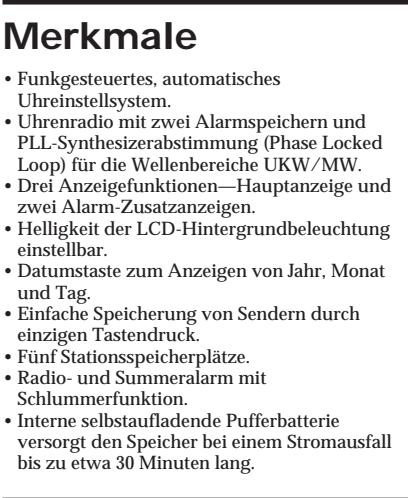 Merkmale
• Funkgesteuertes, automatisches
Uhreinstellsystem.
• Uhrenradio mit zwei Alarmspeichern und
PLL-Synthesizerabstimmung (Phase Locked
Loop) für die Wellenbereiche UKW/MW.
• Drei Anzeigefunktionen—Hauptanzeige und
zwei Alarm-Zusatzanzeigen.
• Helligkeit der LCD-Hintergrundbeleuchtung
einstellbar.
• Datumstaste zum Anzeigen von Jahr, Monat
und Tag.
• Einfache Speicherung von Sendern durch
einzigen Tastendruck.
• Fünf Stationsspeicherplätze.
• Radio- und Summeralarm mit
Schlummerfunktion.
• Interne selbstaufladende Pufferbatterie
versorgt den Speicher bei einem Stromausfall
bis zu etwa 30 Minuten lang.